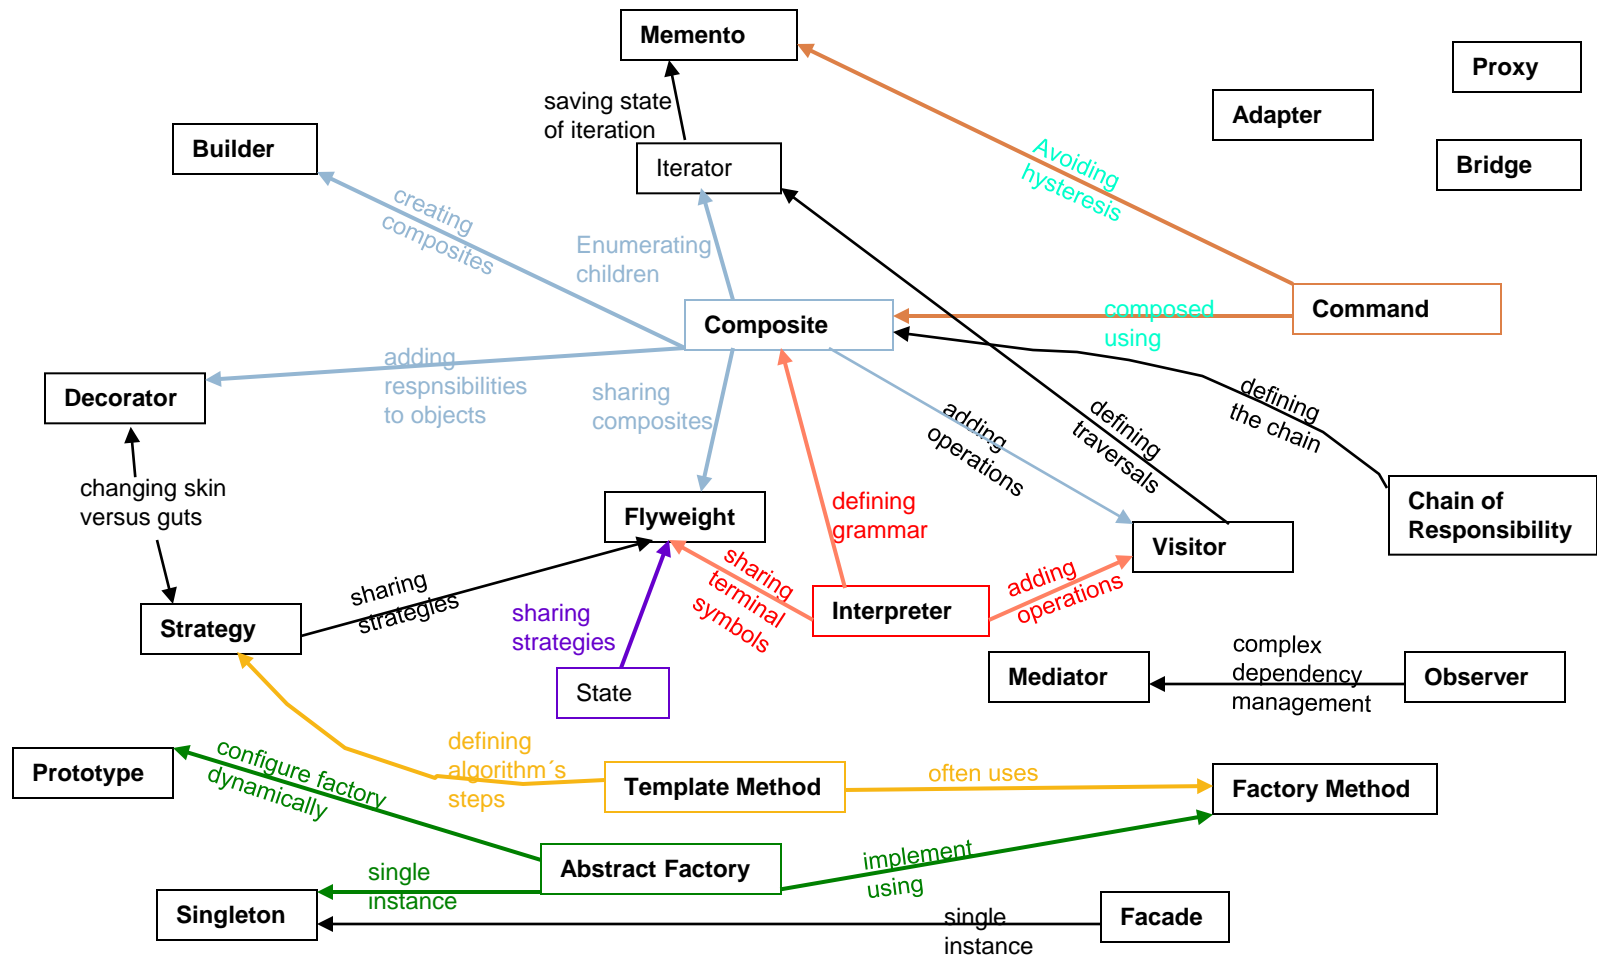 Memento
Proxy
Adapter
saving state
of iteration
Builder
Iterator
Avoiding
hysteresis
Bridge
creating
composites
Enumerating
children
Composite
composed
using
Command
adding
respnsibilities
to objects
Decorator
sharing
composites
adding
operations
defining
traversals
defining
the chain
changing skin
versus guts
Flyweight
defining
grammar
Visitor
Chain of
Responsibility
sharing
strategies
sharing
strategies
sharing
terminal
symbols
Interpreter
adding
operations
Strategy
State
Mediator
complex
dependency
management
Observer
Prototype
configure factory
dynamically
defining
algorithm´s
steps
Template Method
often uses
Factory Method
single
instance
Abstract Factory
implement
using
Singleton
single
instance
Facade